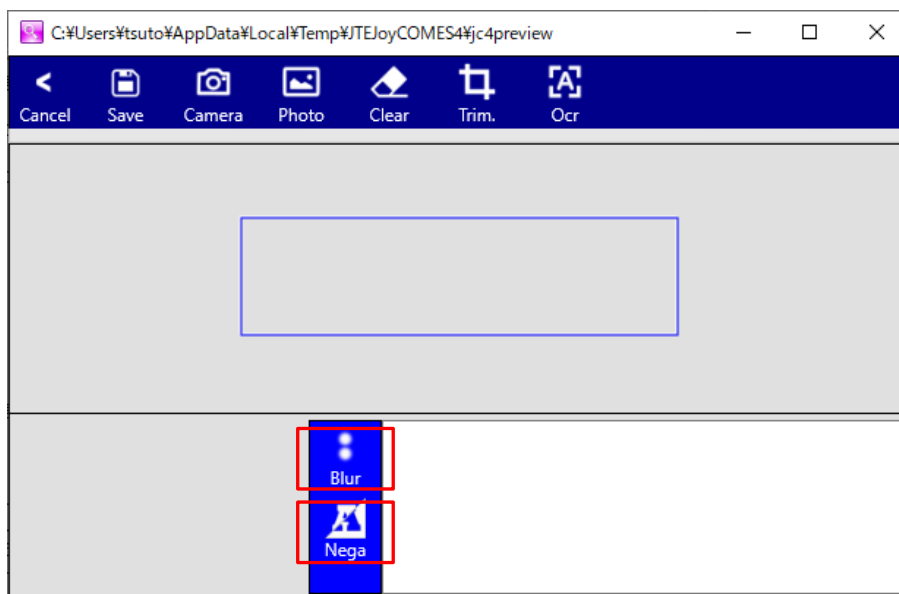 C:¥Users¥tsuto¥AppData¥Local¥Temp¥JTEJoyCOMES4¥jc4preview
Cancel Save Camera Photo Clear Trim. Ocr
Blur
Nega